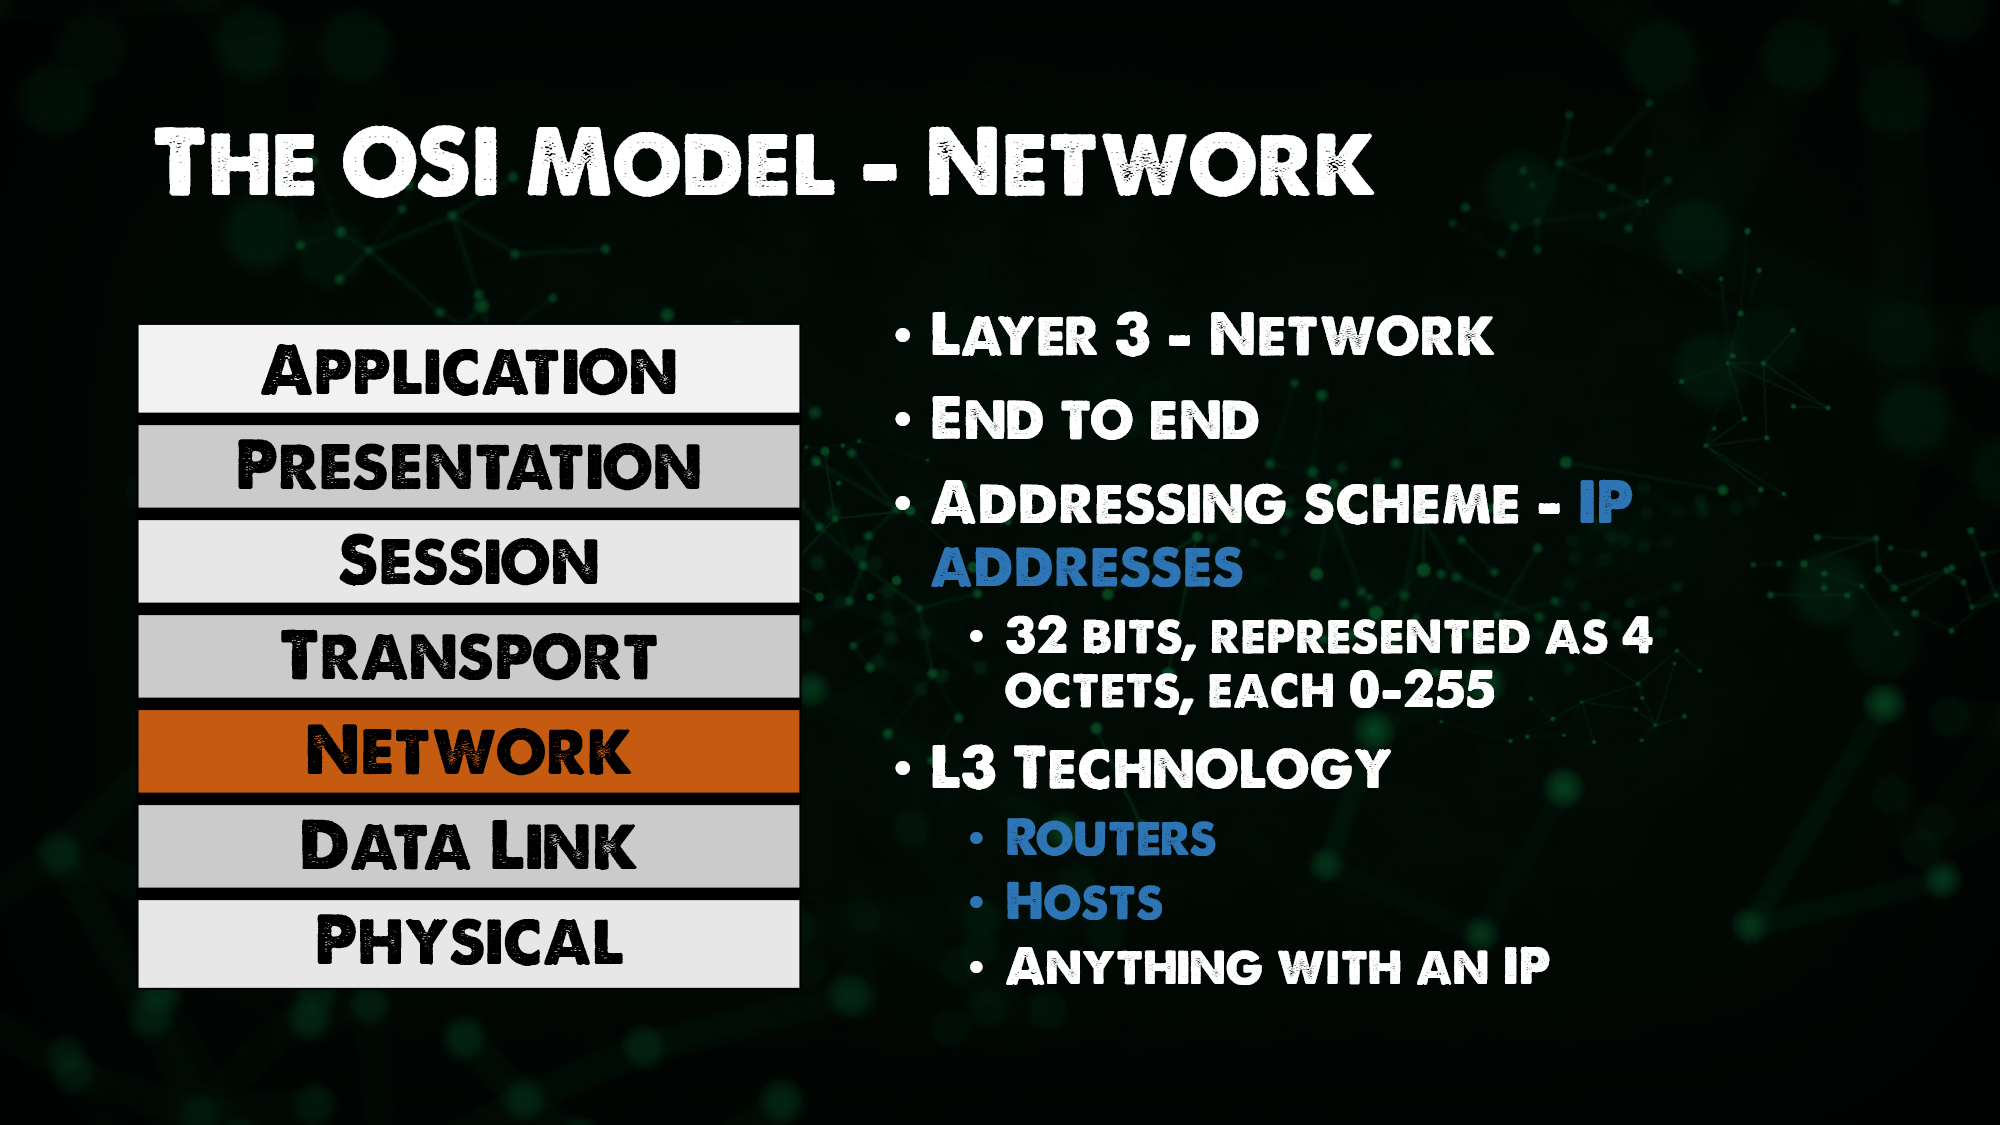 The OSI Model - Network
Application
Presentation
Session
Transport
Network
Data Link
Physical
• Layer 3 - Network
• End to end
• Addressing scheme - IP
addresses
• 32 bits, represented as 4
octets, each 0-255
• L3 Technology
• Routers
• Hosts
• Anything with an IP